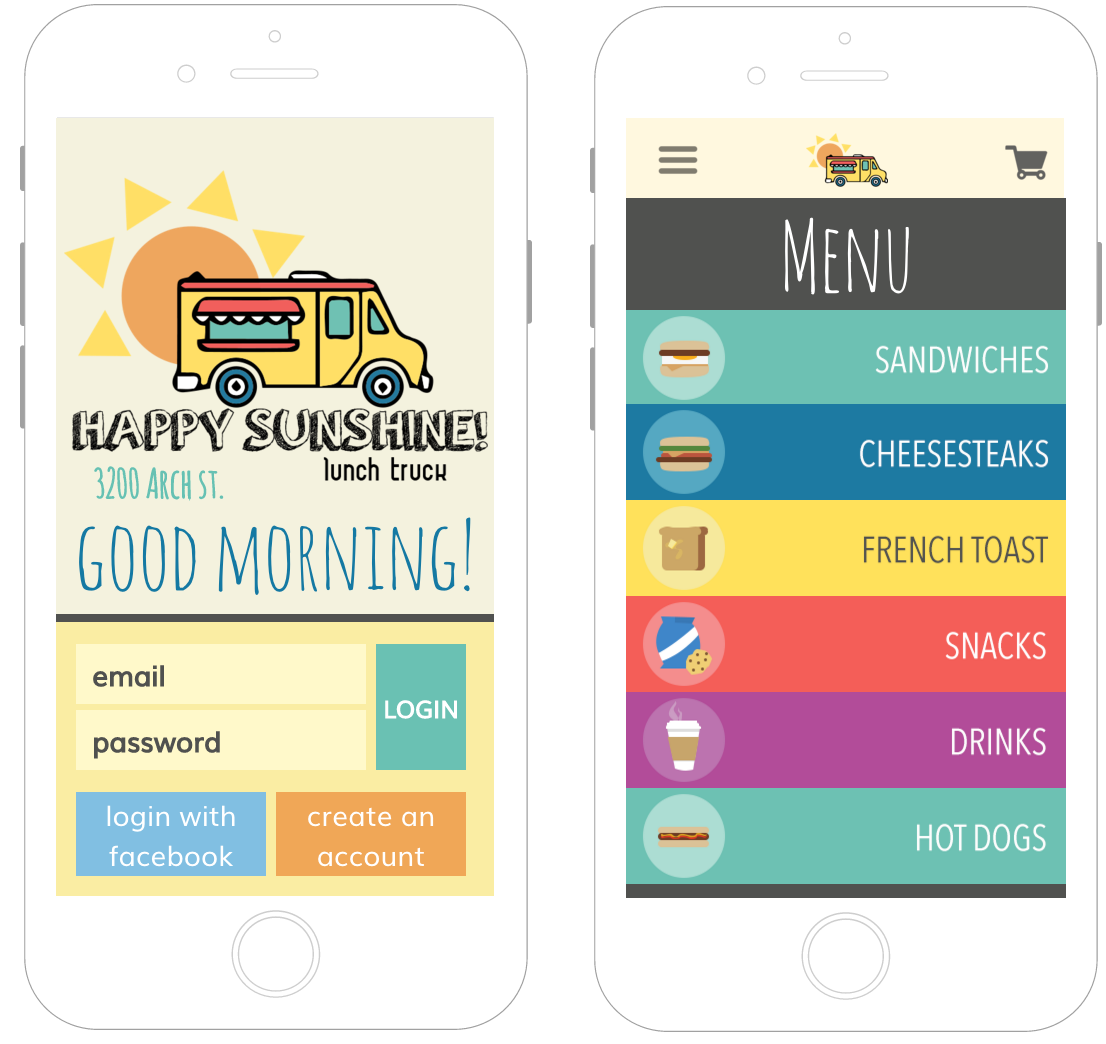 HAPPY SUNSHINE!
lunch truck
3200 ARCH ST.
GOOD MORNING!
email
password
LOGIN
login with
facebook
create an
account
MENU
SANDWICHES
CHEESESTEAKS
FRENCH TOAST
SNACKS
DRINKS
HOT DOGS